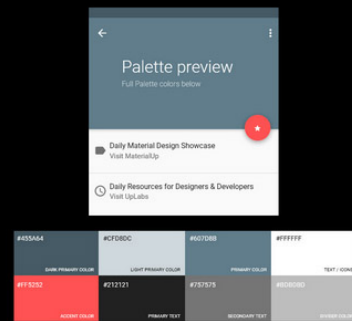 Palette preview
Full Palette colors below
Daily Material Design Showcase
Visit MaterialUp
Daily Resources for Designers & Developers
Visit UpLabs
#455A64
#CFD8DC
#607D8B
#FFFFFF
DARK PRIMARY COLOR
LIGHT PRIMARY COLOR
PRIMARY COLOR
TEXT / ICONS
#FF5252
#212121
#757575
#BDBDBD
ACCENT COLOR
PRIMARY TEXT
SECONDARY TEXT
DIVIDER COLOR